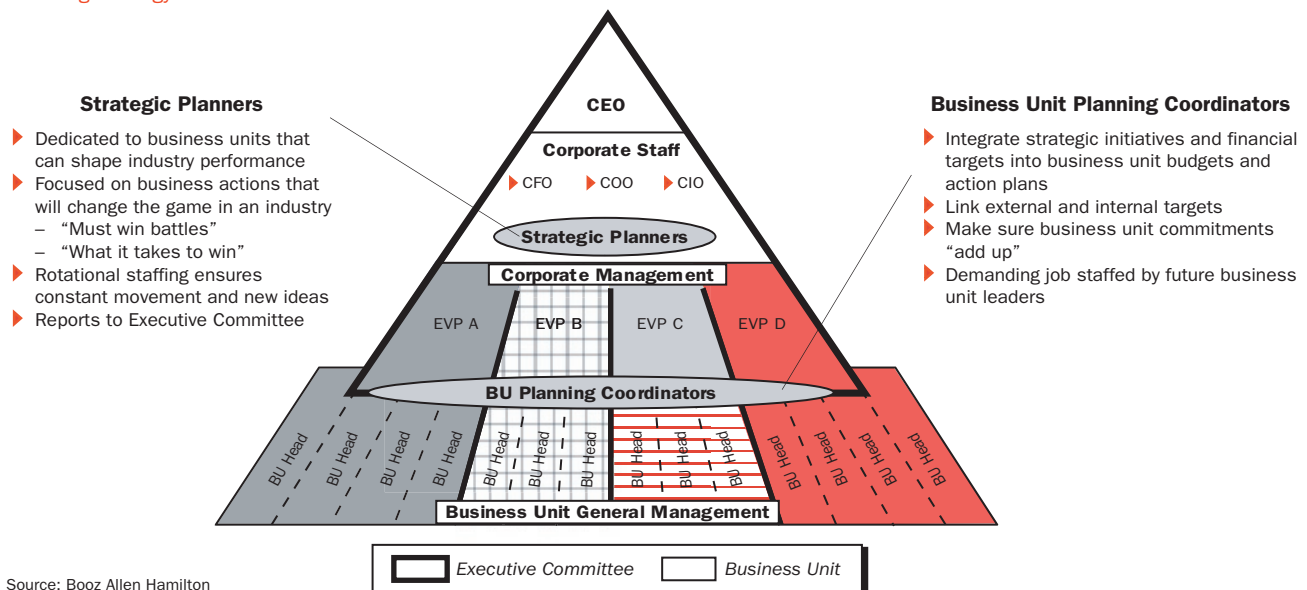 CEO
Corporate Staff
CFO COO CIO
Strategic Planners
Corporate Management
EVP A EVP B EVP C EVP D
BU Planning Coordinators
BU Head BU Head BU Head BU Head BU Head BU Head BU Head BU Head BU Head BU Head BU Head BU Head BU Head BU Head
Business Unit General Management
Executive Committee Business Unit
Strategic Planners
Dedicated to business units that
can shape industry performance
Focused on business actions that
will change the game in an industry
– “Must win battles”
– “What it takes to win”
Rotational staffing ensures
constant movement and new ideas
Reports to Executive Committee
Business Unit Planning Coordinators
Integrate strategic initiatives and financial
targets into business unit budgets and
action plans
Link external and internal targets
Make sure business unit commitments
“add up”
Demanding job staffed by future business
unit leaders
Source: Booz Allen Hamilton